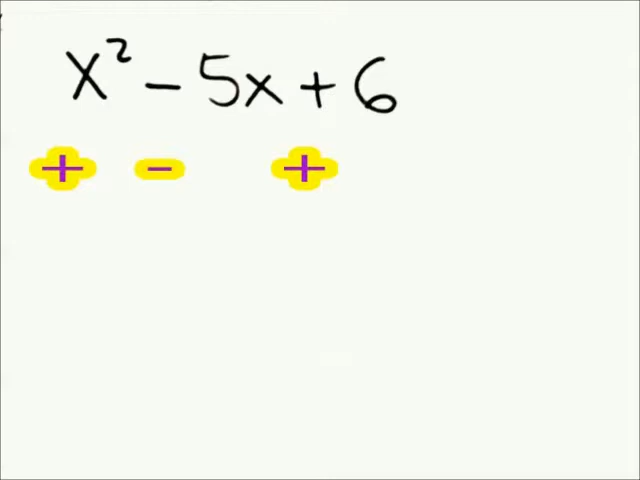 x² - 5x + 6
+ - +